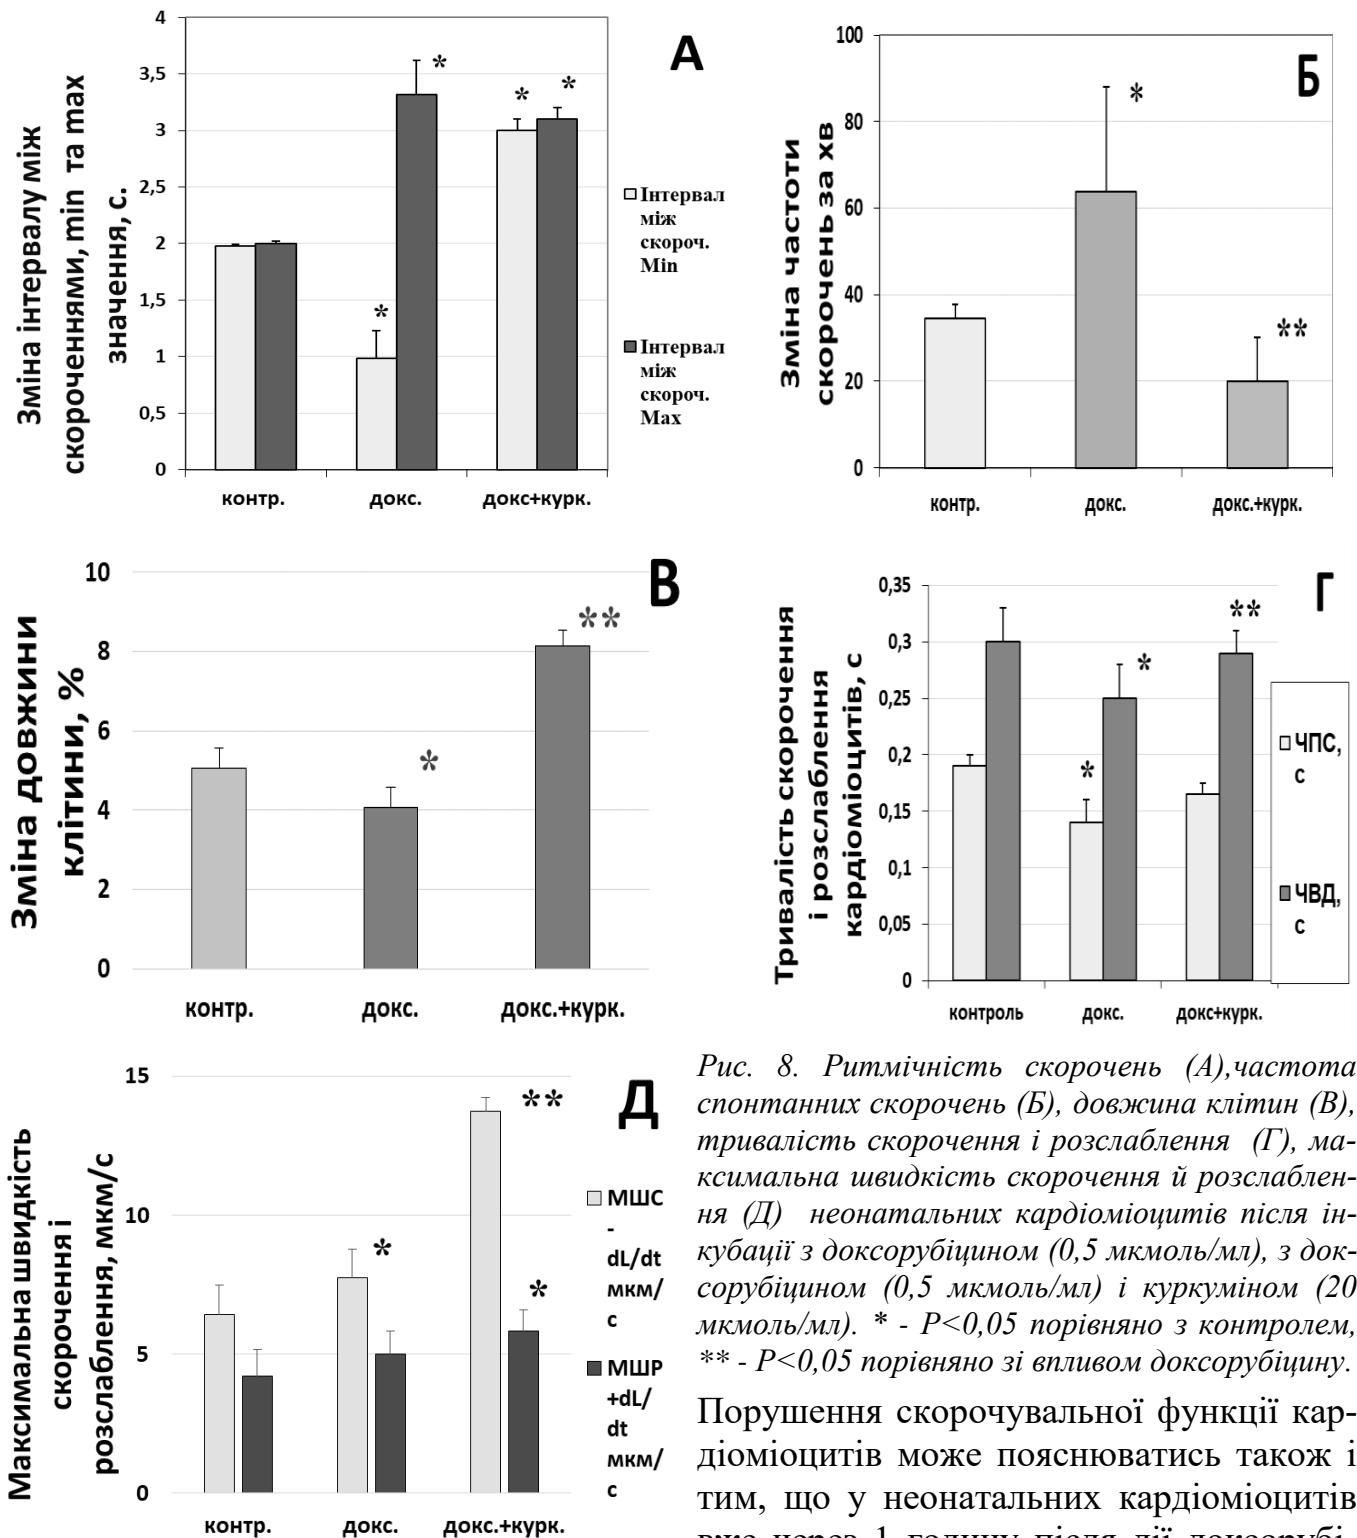 А
Зміна інтервалу між
скороченнями, min та max
значення, с.
4
3,5
3
2,5
2
1,5
1
0,5
0
*
*
*
*
контр.
докс.
докс+курк.
Інтервал
між
скороч.
Min
Інтервал
між
скороч.
Max
Б
Зміна частоти
скорочень за хв
100
80
60
40
20
0
*
**
контр.
докс.
докс.+курк.
В
Зміна довжини
клітини, %
10
8
6
4
2
0
*
**
контр.
докс.
докс.+курк.
Г
Тривалість скорочення
і розслаблення
кардіоміоцитів, с
0,35
0,3
0,25
0,2
0,15
0,1
0,05
0
*
*
**
контроль
докс.
докс+курк.
ЧПС,
с
ЧВД,
с
Д
Максимальна швидкість
скорочення і
розслаблення, мкм/с
15
10
5
0
*
**
*
контр.
докс.
докс.+курк.
МШС
-
dL/dt
мкм/
с
МШР
+dL/
dt
мкм/
с
Рис. 8. Ритмічність скорочень (А),частота
спонтанних скорочень (Б), довжина клітин (В),
тривалість скорочення і розслаблення (Г), ма-
ксимальна швидкість скорочення й розслаблен-
ня (Д) неонатальних кардіоміоцитів після ін-
кубації з доксорубіцином (0,5 мкмоль/мл), з док-
сорубіцином (0,5 мкмоль/мл) і куркуміном (20
мкмоль/мл). * - P<0,05 порівняно з контролем,
** - P<0,05 порівняно зі впливом доксорубіцину.
Порушення скорочувальної функції кар-
діоміоцитів може пояснюватись також і
тим, що у неонатальних кардіоміоцитів
вже через 1 годину після дії доксорубі-